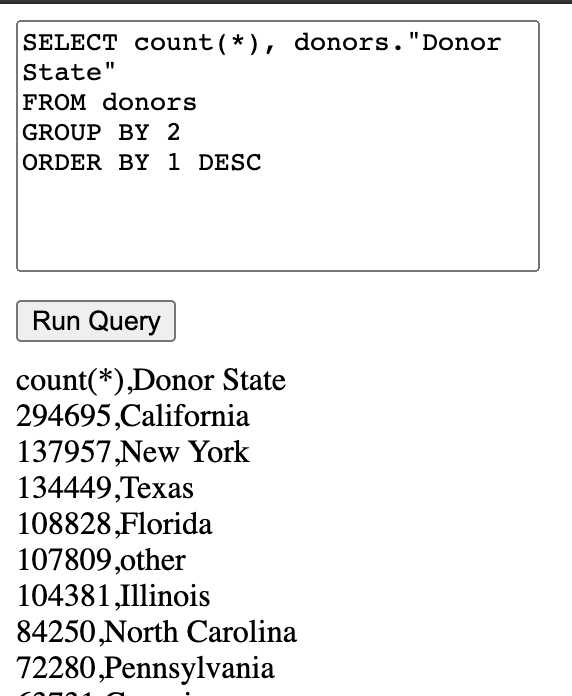 SELECT count(*), donors."Donor
State"
FROM donors
GROUP BY 2
ORDER BY 1 DESC
Run Query
count(*),Donor State
294695,California
137957,New York
134449,Texas
108828,Florida
107809,other
104381,Illinois
84250,North Carolina
72280,Pennsylvania